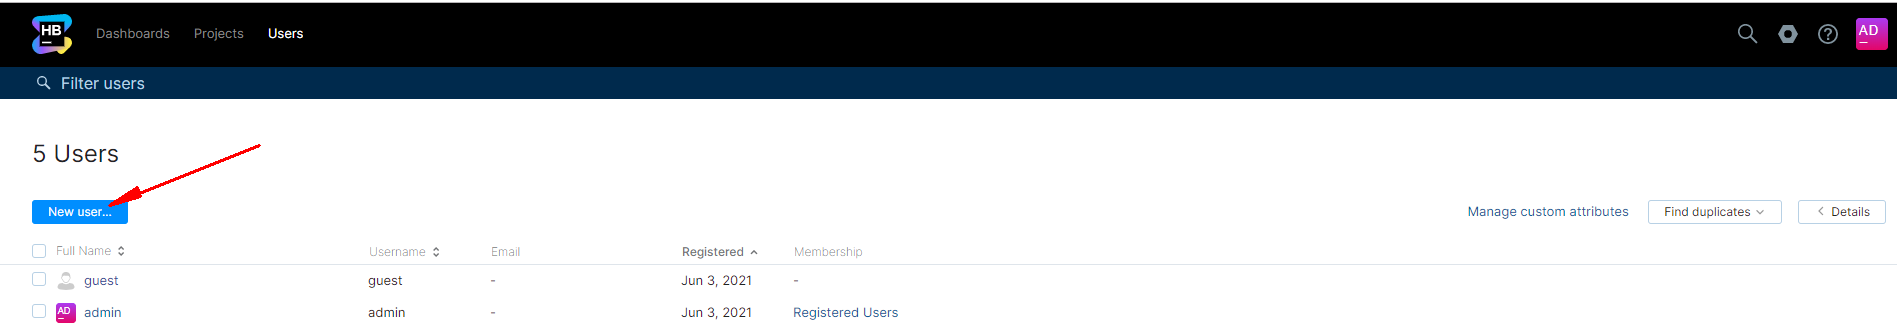 HB Dashboards Projects Users AD
Filter users
5 Users
New user... Manage custom attributes Find duplicates Details
Full Name Username Email Registered Membership
guest guest - Jun 3, 2021 -
AD admin admin - Jun 3, 2021 Registered Users